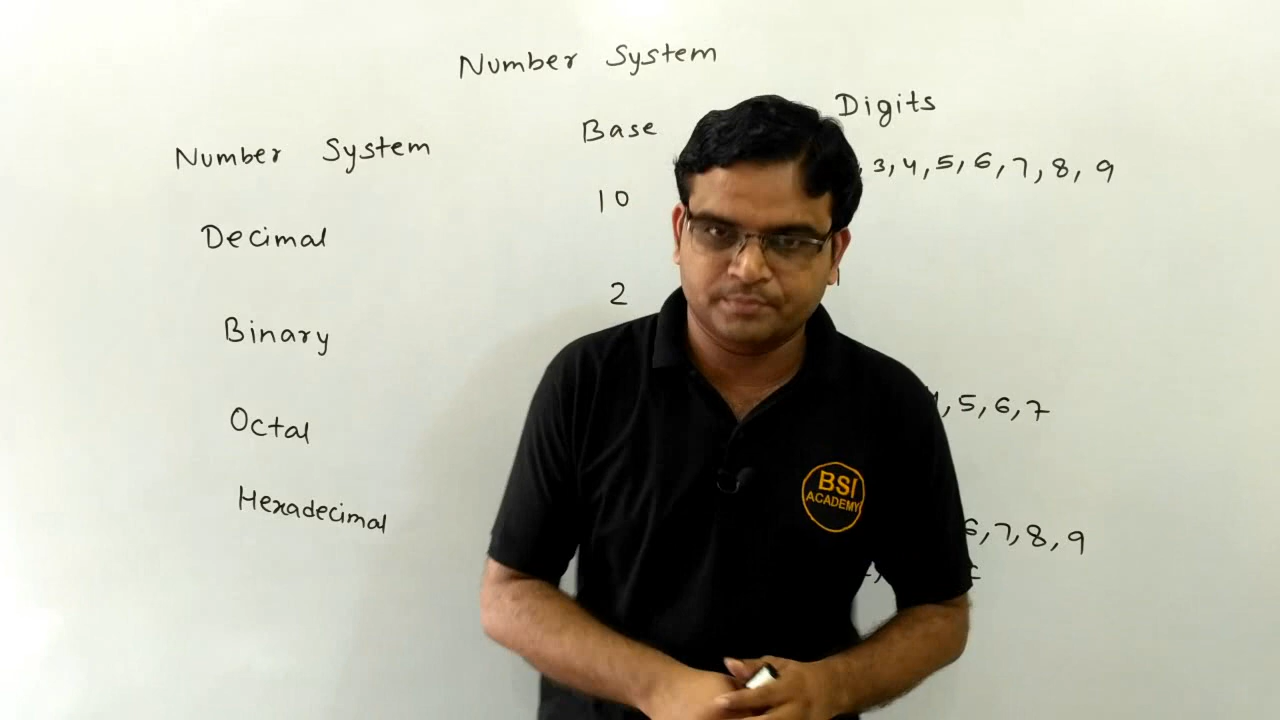 Number System
Number System Base Digits
Decimal 10 3, 4, 5, 6, 7, 8, 9
Binary 2
Octal 5, 6, 7
Hexadecimal 6, 7, 8, 9
BSI
ACADEMY